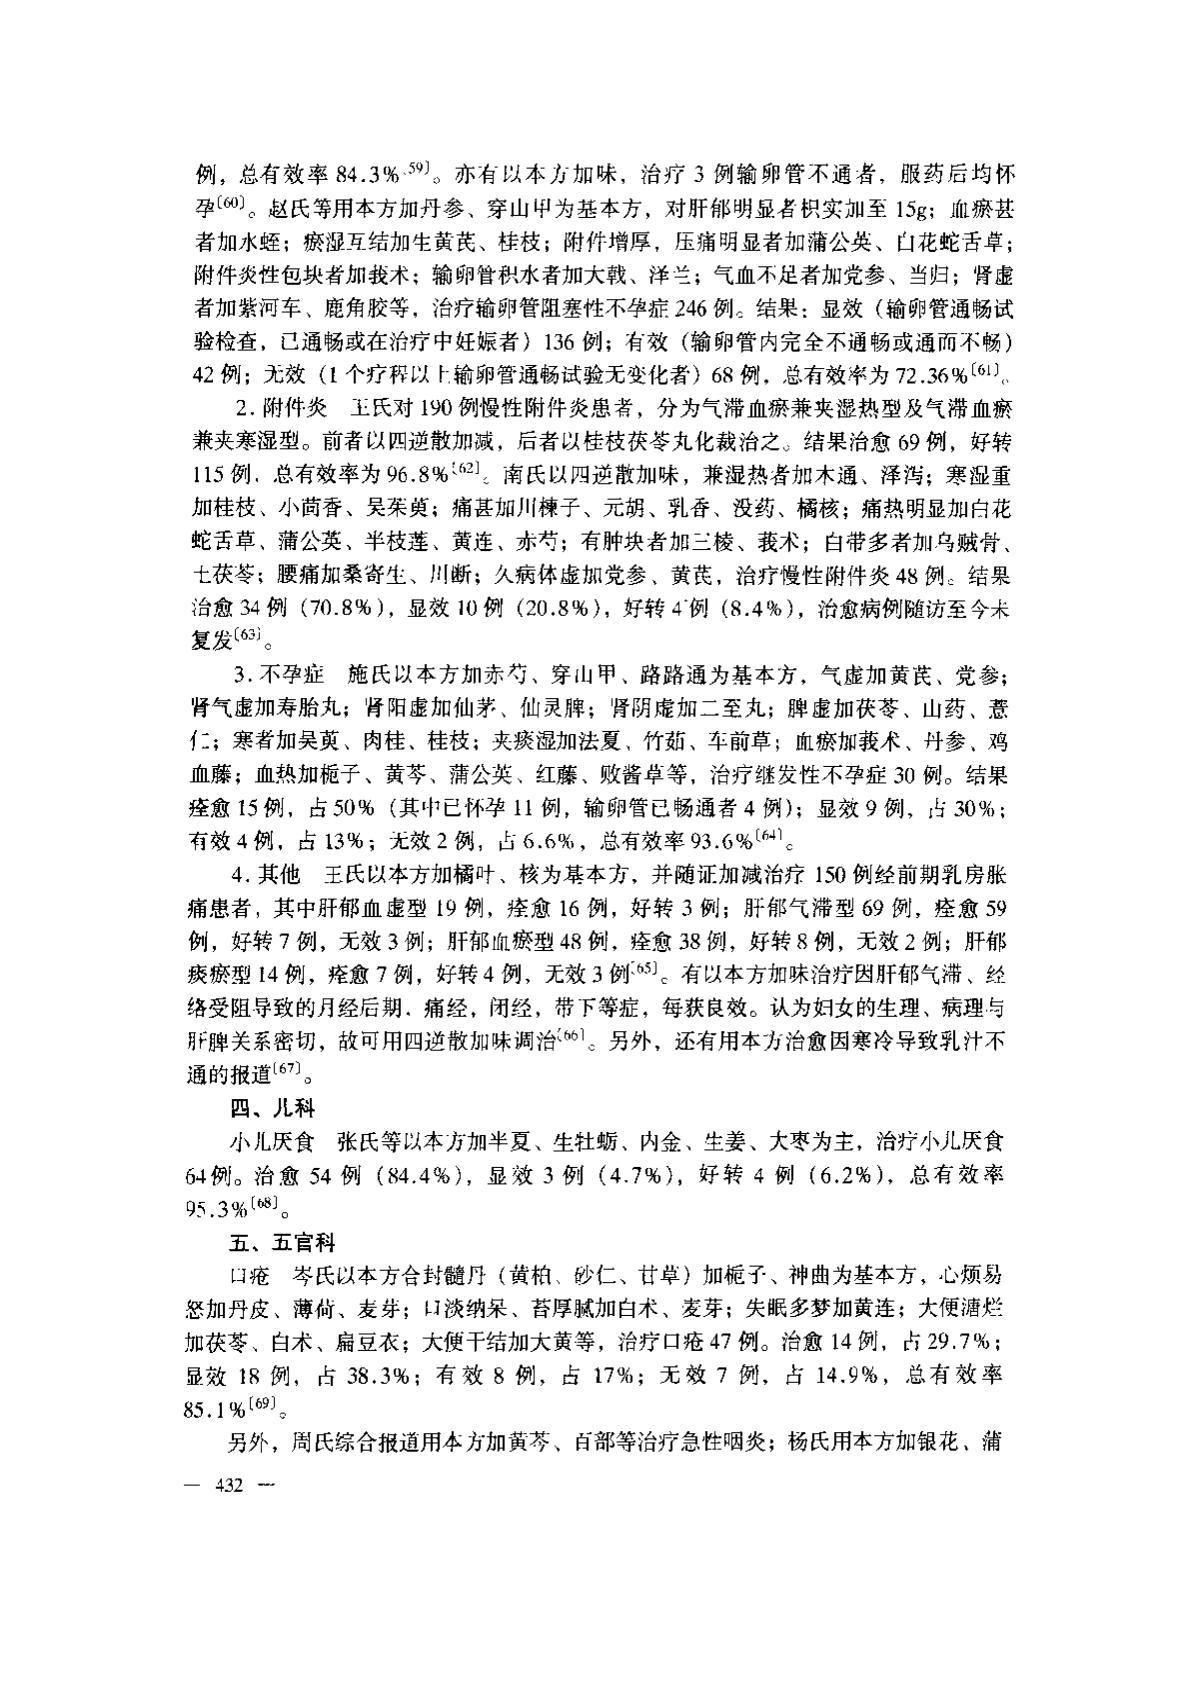 例，总有效率 84.3%〔59〕。亦有以本方加味，治疗 3 例输卵管不通者，服药后均怀
孕〔60〕。赵氏等用本方加丹参、穿山甲为基本方，对肝郁明显者枳实加至 15g；血瘀甚
者加水蛭；瘀湿互结加生黄芪、桂枝；附件增厚，压痛明显者加蒲公英、白花蛇舌草；
附件炎性包块者加莪术；输卵管积水者加大戟、泽兰；气血不足者加党参、当归；肾虚
者加紫河车、鹿角胶等，治疗输卵管阻塞性不孕症 246 例。结果：显效（输卵管通畅试
验检查，已通畅或在治疗中妊娠者）136 例；有效（输卵管内完全不通畅或通而不畅）
42 例；无效（1 个疗程以上输卵管通畅试验无变化者）68 例，总有效率为 72.36%〔61〕。
2. 附件炎　王氏对 190 例慢性附件炎患者，分为气滞血瘀兼夹湿热型及气滞血瘀
兼夹寒湿型。前者以四逆散加减，后者以桂枝茯苓丸化裁治之。结果治愈 69 例，好转
115 例，总有效率为 96.8%〔62〕。南氏以四逆散加味，兼湿热者加木通、泽泻；寒湿重
加桂枝、小茴香、吴茱萸；痛甚加川楝子、元胡、乳香、没药、橘核；痛热明显加白花
蛇舌草、蒲公英、半枝莲、黄连、赤芍；有肿块者加三棱、莪术；白带多者加乌贼骨、
土茯苓；腰痛加桑寄生、川断；久病体虚加党参、黄芪，治疗慢性附件炎 48 例。结果
治愈 34 例（70.8%），显效 10 例（20.8%），好转 4 例（8.4%），治愈病例随访至今未
复发〔63〕。
3. 不孕症　施氏以本方加赤芍、穿山甲、路路通为基本方，气虚加黄芪、党参；
肾气虚加寿胎丸；肾阳虚加仙茅、仙灵脾；肾阴虚加二至丸；脾虚加茯苓、山药、薏
仁；寒者加吴萸、肉桂、桂枝；夹痰湿加法夏、竹茹、车前草；血瘀加莪术、丹参、鸡
血藤；血热加栀子、黄芩、蒲公英、红藤、败酱草等，治疗继发性不孕症 30 例。结果
痊愈 15 例，占 50%（其中已怀孕 11 例，输卵管已畅通者 4 例）；显效 9 例，占 30%；
有效 4 例，占 13%；无效 2 例，占 6.6%，总有效率 93.6%〔64〕。
4. 其他　王氏以本方加橘叶、核为基本方，并随证加减治疗 150 例经前期乳房胀
痛患者，其中肝郁血虚型 19 例，痊愈 16 例，好转 3 例；肝郁气滞型 69 例，痊愈 59
例，好转 7 例，无效 3 例；肝郁血瘀型 48 例，痊愈 38 例，好转 8 例，无效 2 例；肝郁
痰瘀型 14 例，痊愈 7 例，好转 4 例，无效 3 例〔65〕。有以本方加味治疗因肝郁气滞、经
络受阻导致的月经后期，痛经，闭经，带下等症，每获良效。认为妇女的生理、病理与
肝脾关系密切，故可用四逆散加味调治〔66〕。另外，还有用本方治愈因寒冷导致乳汁不
通的报道〔67〕。
四、儿科
小儿厌食　张氏等以本方加半夏、生牡蛎、内金、生姜、大枣为主，治疗小儿厌食
64例。治愈 54 例（84.4%），显效 3 例（4.7%），好转 4 例（6.2%），总有效率
95.3%〔68〕。
五、五官科
口疮　岑氏以本方合封髓丹（黄柏、砂仁、甘草）加栀子、神曲为基本方，心烦易
怒加丹皮、薄荷、麦芽；口淡纳呆、苔厚腻加白术、麦芽；失眠多梦加黄连；大便溏烂
加茯苓、白术、扁豆衣；大便干结加大黄等，治疗口疮 47 例。治愈 14 例，占 29.7%；
显效 18 例，占 38.3%；有效 8 例，占 17%；无效 7 例，占 14.9%，总有效率
85.1%〔69〕。
另外，周氏综合报道用本方加黄芩、百部等治疗急性咽炎；杨氏用本方加银花、蒲
— 432 —